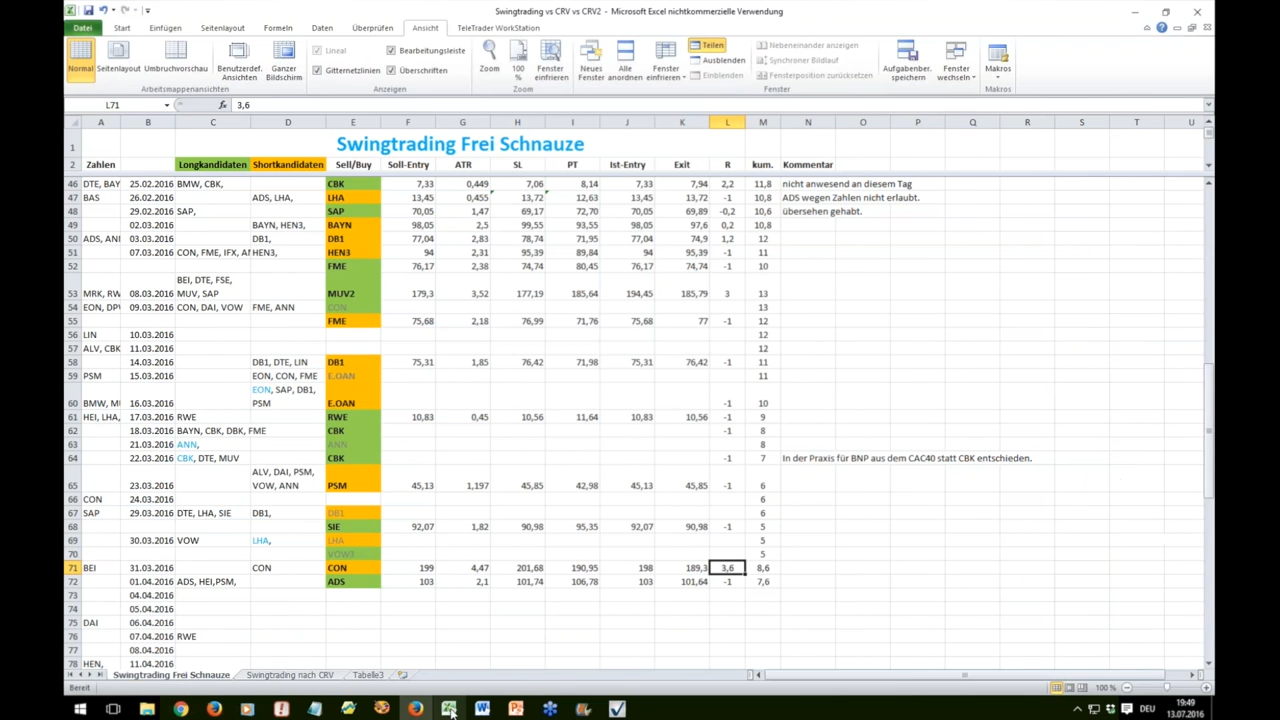 Swingtrading vs CRV vs CRV2 - Microsoft Excel nichtkommerzielle Verwendung
Datei Start Einfügen Seitenlayout Formeln Daten Überprüfen Ansicht TeleTrader WorkStation
Normal Seitenlayout Umbruchvorschau Benutzerdef. Ansichten Ganzer Bildschirm
Lineal Bearbeitungsleiste
Gitternetzlinien Überschriften
Zoom 100 % Fenster einfrieren Neues Fenster Alle anordnen Fenster einfrieren
Teilen
Ausblenden
Einblenden
Nebeneinander anzeigen
Synchroner Bildlauf
Fensterposition zurücksetzen
Aufgabenber. speichern Fenster wechseln Makros
Arbeitsmappenansichten Anzeigen Zoom Fenster Makros
L71 fx 3,6
A B C D E F G H I J K L M N O P Q R S T U
1 Swingtrading Frei Schnauze
2 Zahlen Longkandidaten Shortkandidaten Sell/Buy Soll-Entry ATR SL PT Ist-Entry Exit R kum. Kommentar
46 DTE, BAY 25.02.2016 BMW, CBK, CBK 7,33 0,449 7,06 8,14 7,33 7,94 2,2 11,8 nicht anwesend an diesem Tag
47 BAS 26.02.2016 ADS, LHA, LHA 13,45 0,455 13,72 12,63 13,45 13,72 -1 10,8 ADS wegen Zahlen nicht erlaubt.
48 29.02.2016 SAP, SAP 70,05 1,47 69,17 72,70 70,05 69,89 -0,2 10,6 übersehen gehabt.
49 02.03.2016 BAYN, HEN3, BAYN 98,05 2,5 99,55 93,55 98,05 97,6 0,2 10,8
50 ADS, ANI 03.03.2016 DB1, DB1 77,04 2,83 78,74 71,95 77,04 74,9 1,2 12
51 07.03.2016 CON, FME, IFX, AN HEN3, HEN3 94 2,31 95,39 89,84 94 95,39 -1 11
52 FME 76,17 2,38 74,74 80,45 76,17 74,74 -1 10
BEI, DTE, FSE,
53 MRK, RW 08.03.2016 MUV, SAP MUV2 179,3 3,52 177,19 185,64 194,45 185,79 3 13
54 EON, DPV 09.03.2016 CON, DAI, VOW FME, ANN CON 13
55 FME 75,68 2,18 76,99 71,76 75,68 77 -1 12
56 LIN 10.03.2016 12
57 ALV, CBK 11.03.2016 12
58 14.03.2016 DB1, DTE, LIN DB1 75,31 1,85 76,42 71,98 75,31 76,42 -1 11
59 PSM 15.03.2016 EON, CON, FME E.OAN 11
EON, SAP, DB1,
60 BMW, MU 16.03.2016 PSM E.OAN -1 10
61 HEI, LHA, 17.03.2016 RWE RWE 10,83 0,45 10,56 11,64 10,83 10,56 -1 9
62 18.03.2016 BAYN, CBK, DBK, FME CBK -1 8
63 21.03.2016 ANN, ANN 8
64 22.03.2016 CBK, DTE, MUV CBK -1 7 In der Praxis für BNP aus dem CAC40 statt CBK entschieden.
ALV, DAI, PSM,
65 23.03.2016 VOW, ANN PSM 45,13 1,197 45,85 42,98 45,13 45,85 -1 6
66 CON 24.03.2016 6
67 SAP 29.03.2016 DTE, LHA, SIE DB1, DB1 6
68 SIE 92,07 1,82 90,98 95,35 92,07 90,98 -1 5
69 30.03.2016 VOW LHA, LHA 5
70 VOW3 5
71 BEI 31.03.2016 CON CON 199 4,47 201,68 190,95 198 189,3 3,6 8,6
72 01.04.2016 ADS, HEI,PSM, ADS 103 2,1 101,74 106,78 103 101,64 -1 7,6
73 04.04.2016
74 05.04.2016
75 DAI 06.04.2016
76 07.04.2016 RWE
77 08.04.2016
78 HEN, 11.04.2016
Swingtrading Frei Schnauze Swingtrading nach CRV Tabelle3
Bereit 100 %
DEU 19:49
13.07.2016